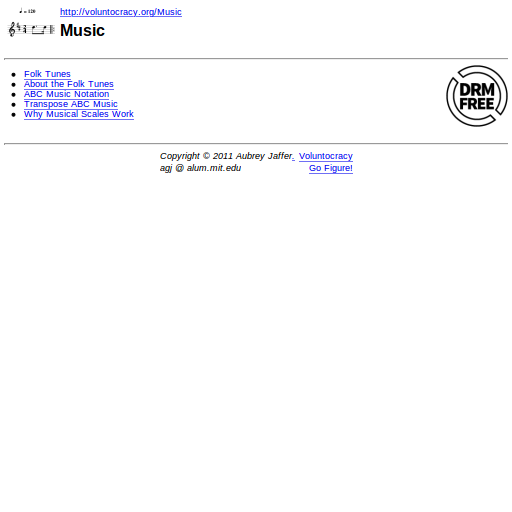 http://voluntocracy.org/Music
Music
Folk Tunes
About the Folk Tunes
ABC Music Notation
Transpose ABC Music
Why Musical Scales Work
DRM
FREE
Copyright © 2011 Aubrey Jaffer. Voluntocracy
agj @ alum.mit.edu Go Figure!